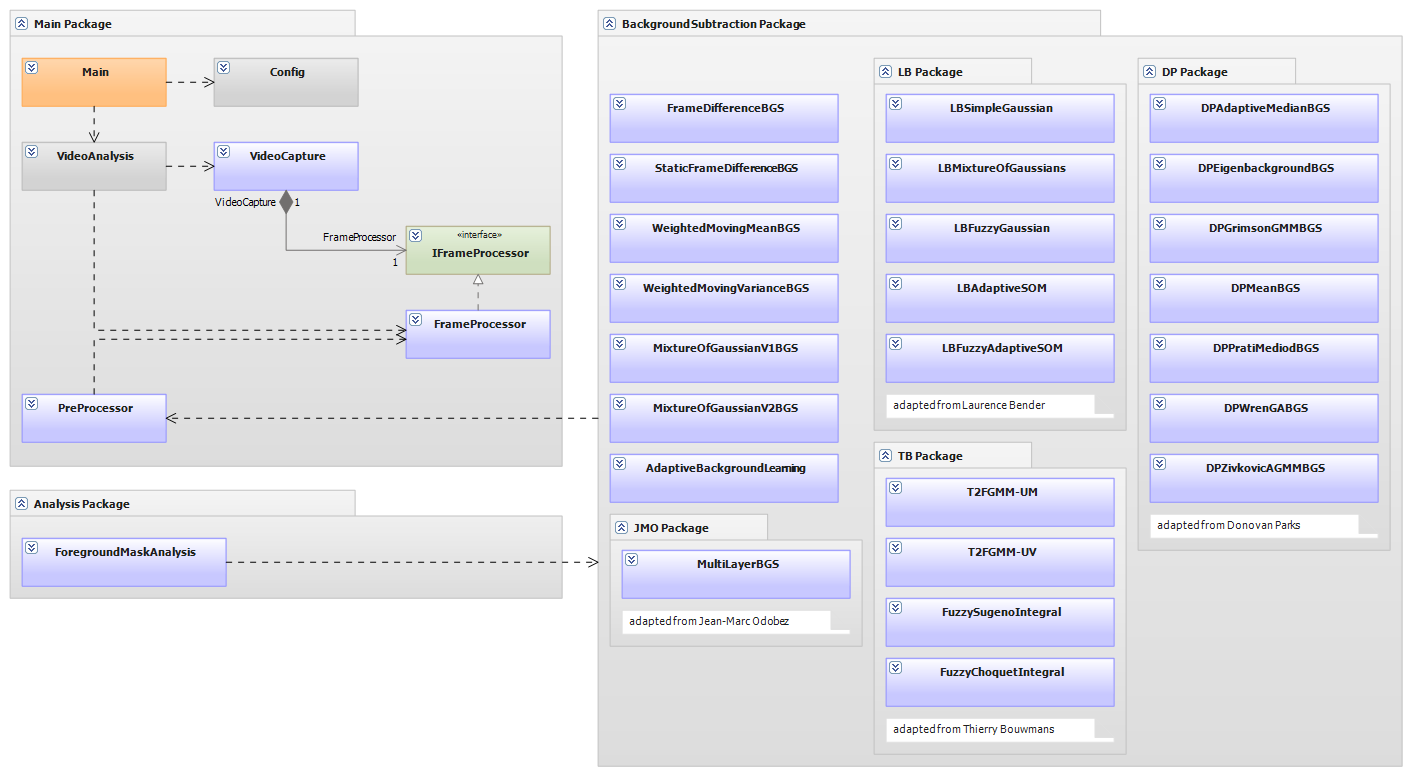 Main Package
Main
Config
VideoAnalysis
VideoCapture
VideoCapture
1
FrameProcessor
1
«interface»
IFrameProcessor
FrameProcessor
PreProcessor
Analysis Package
ForegroundMaskAnalysis
BackgroundSubtraction Package
FrameDifferenceBGS
StaticFrameDifferenceBGS
WeightedMovingMeanBGS
WeightedMovingVarianceBGS
MixtureOfGaussianV1BGS
MixtureOfGaussianV2BGS
AdaptiveBackgroundLearning
JMO Package
MultiLayerBGS
adapted from Jean-Marc Odobez
LB Package
LBSimpleGaussian
LBMixtureOfGaussians
LBFuzzyGaussian
LBAdaptiveSOM
LBFuzzyAdaptiveSOM
adapted from Laurence Bender
TB Package
T2FGMM-UM
T2FGMM-UV
FuzzySugenoIntegral
FuzzyChoquetIntegral
adapted from Thierry Bouwmans
DP Package
DPAdaptiveMedianBGS
DPEigenbackgroundBGS
DPGrimsonGMMBGS
DPMeanBGS
DPPratiMediodBGS
DPWrenGABGS
DPZivkovicAGMMBGS
adapted from Donovan Parks